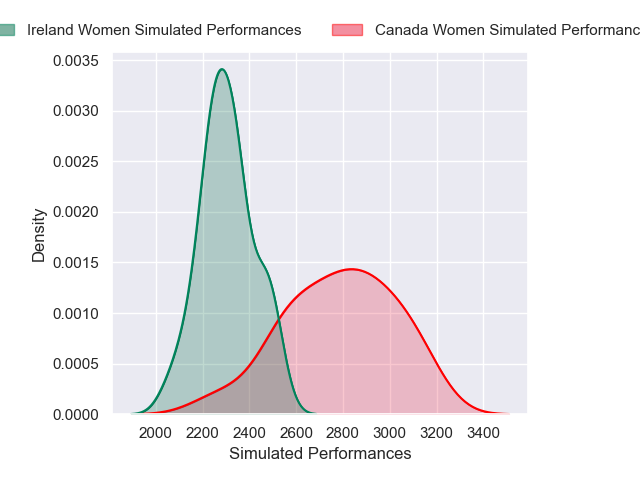 Ireland Women Simulated Performances Canada Women Simulated Performanc
0.0035
0.0030
0.0025
0.0020
0.0015
0.0010
0.0005
0.0000
Density
2000 2200 2400 2600 2800 3000 3200 3400
Simulated Performances